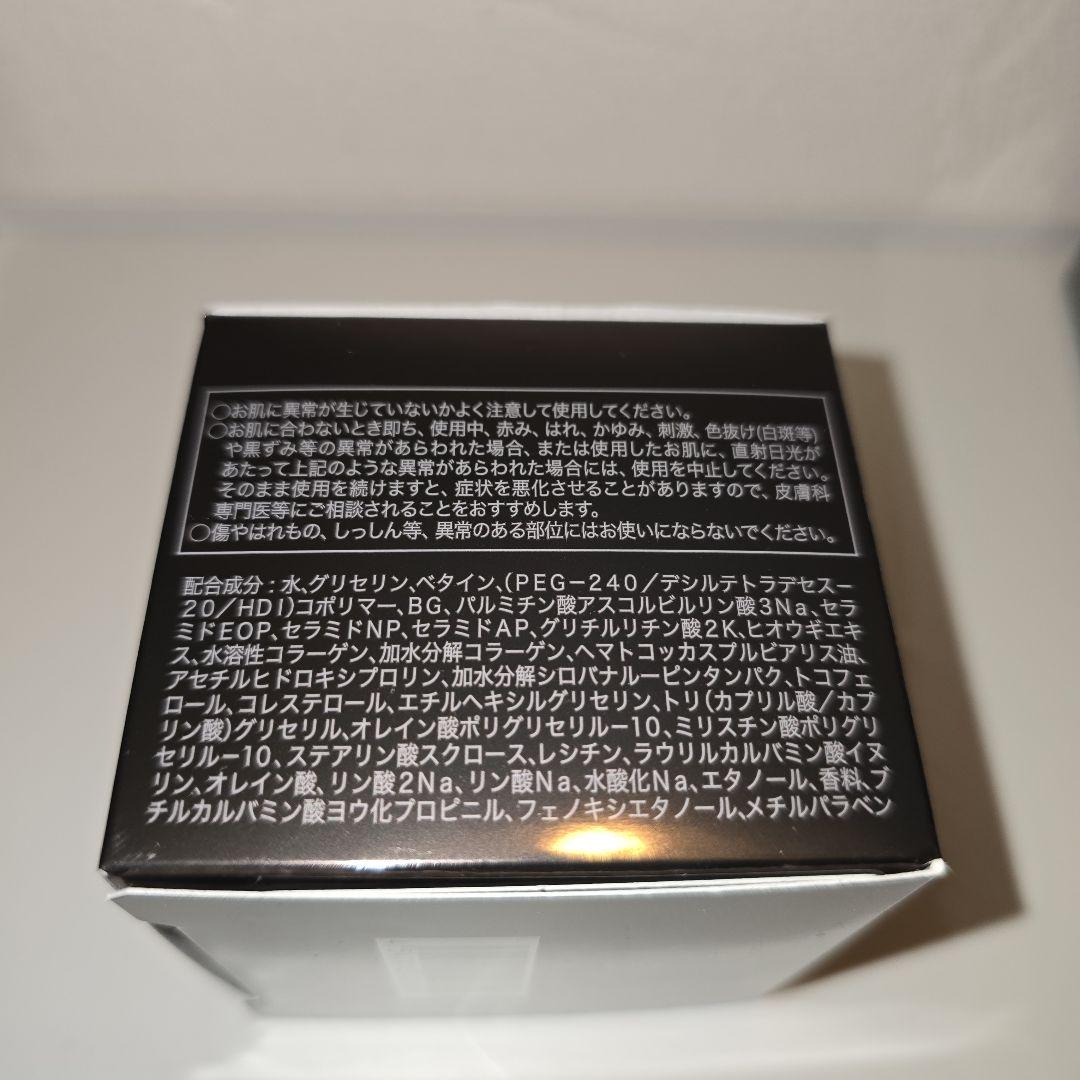 ○お肌に異常が生じていないかよく注意して使用してください。
○お肌に合わないとき即ち、使用中、赤み、はれ、かゆみ、刺激、色抜け(白斑等)
や黒ずみ等の異常があらわれた場合、または使用したお肌に、直射日光が
あたって上記のような異常があらわれた場合には、使用を中止してください。
そのまま使用を続けますと、症状を悪化させることがありますので、皮膚科
専門医等にご相談されることをおすすめします。
○傷やはれもの、しっしん等、異常のある部位にはお使いにならないでください。
配合成分：水、グリセリン、ベタイン、(PEG－240／デシルテトラデセス－
20／HDI)コポリマー、BG、パルミチン酸アスコルビルリン酸3Na、セラ
ミドEOP、セラミドNP、セラミドAP、グリチルリチン酸2K、ヒオウギエキ
ス、水溶性コラーゲン、加水分解コラーゲン、ヘマトコッカスプルビアリス油、
アセチルヒドロキシプロリン、加水分解シロバナルーピンタンパク、トコフェ
ロール、コレステロール、エチルヘキシルグリセリン、トリ(カプリル酸／カプ
リン酸)グリセリル、オレイン酸ポリグリセリルー10、ミリスチン酸ポリグリ
セリルー10、ステアリン酸スクロース、レシチン、ラウリルカルバミン酸イヌ
リン、オレイン酸、リン酸2Na、リン酸Na、水酸化Na、エタノール、香料、ブ
チルカルバミン酸ヨウ化プロピニル、フェノキシエタノール、メチルパラベン